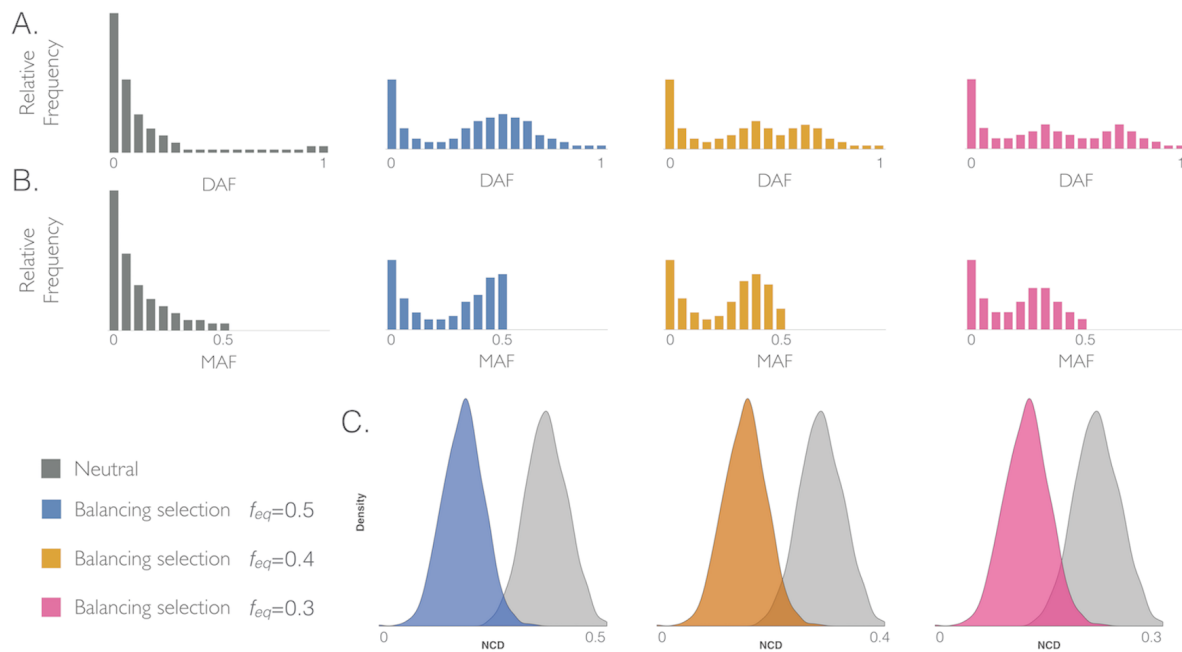 A.
Relative
Frequency
0 1
DAF
0 1
DAF
0 1
DAF
0 1
DAF
B.
Relative
Frequency
0 0.5
MAF
0 0.5
MAF
0 0.5
MAF
0 0.5
MAF
C.
Neutral
Balancing selection feq=0.5
Balancing selection feq=0.4
Balancing selection feq=0.3
Density
0 0.5
NCD
0 0.4
NCD
0 0.3
NCD